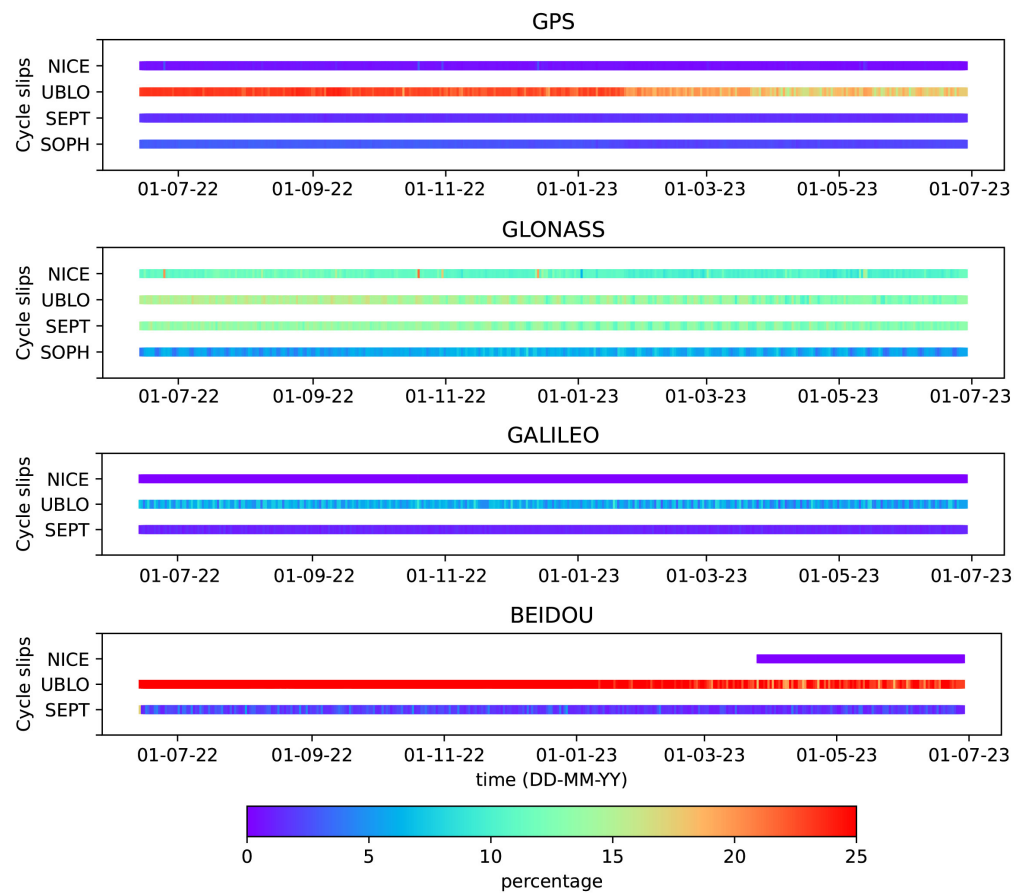 GPS
Cycle slips
NICE
UBLO
SEPT
SOPH
01-07-22 01-09-22 01-11-22 01-01-23 01-03-23 01-05-23 01-07-23
GLONASS
Cycle slips
NICE
UBLO
SEPT
SOPH
01-07-22 01-09-22 01-11-22 01-01-23 01-03-23 01-05-23 01-07-23
GALILEO
Cycle slips
NICE
UBLO
SEPT
01-07-22 01-09-22 01-11-22 01-01-23 01-03-23 01-05-23 01-07-23
BEIDOU
Cycle slips
NICE
UBLO
SEPT
01-07-22 01-09-22 01-11-22 01-01-23 01-03-23 01-05-23 01-07-23
time (DD-MM-YY)
0 5 10 15 20 25
percentage